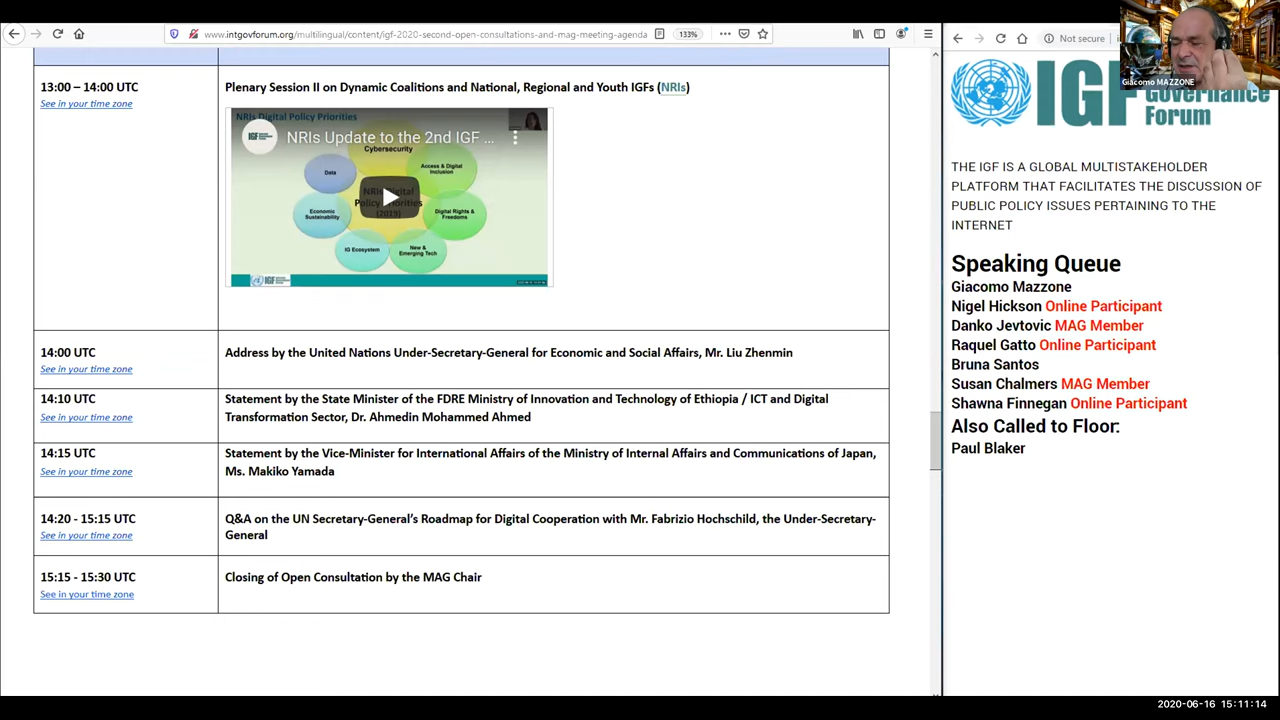 www.intgovforum.org/multilingual/content/igf-2020-second-open-consultations-and-mag-meeting-agenda
133%
13:00 – 14:00 UTC
See in your time zone
Plenary Session II on Dynamic Coalitions and National, Regional and Youth IGFs (NRIs)
NRIs Digital Policy Priorities
IGF
NRIs Update to the 2nd IGF ...
Cybersecurity
Data
Access & Digital
Inclusion
NRIs Digital
Policy Priorities
(2019)
Economic
Sustainability
Digital Rights &
Freedoms
IG Ecosystem
New &
Emerging Tech
IGF
14:00 UTC
See in your time zone
Address by the United Nations Under-Secretary-General for Economic and Social Affairs, Mr. Liu Zhenmin
14:10 UTC
See in your time zone
Statement by the State Minister of the FDRE Ministry of Innovation and Technology of Ethiopia / ICT and Digital
Transformation Sector, Dr. Ahmedin Mohammed Ahmed
14:15 UTC
See in your time zone
Statement by the Vice-Minister for International Affairs of the Ministry of Internal Affairs and Communications of Japan,
Ms. Makiko Yamada
14:20 - 15:15 UTC
See in your time zone
Q&A on the UN Secretary-General’s Roadmap for Digital Cooperation with Mr. Fabrizio Hochschild, the Under-Secretary-
General
15:15 - 15:30 UTC
See in your time zone
Closing of Open Consultation by the MAG Chair
Not secure
Giacomo MAZZONE
IGF
Governance
Forum
THE IGF IS A GLOBAL MULTISTAKEHOLDER
PLATFORM THAT FACILITATES THE DISCUSSION OF
PUBLIC POLICY ISSUES PERTAINING TO THE
INTERNET
Speaking Queue
Giacomo Mazzone
Nigel Hickson Online Participant
Danko Jevtovic MAG Member
Raquel Gatto Online Participant
Bruna Santos
Susan Chalmers MAG Member
Shawna Finnegan Online Participant
Also Called to Floor:
Paul Blaker
2020-06-16 15:11:14